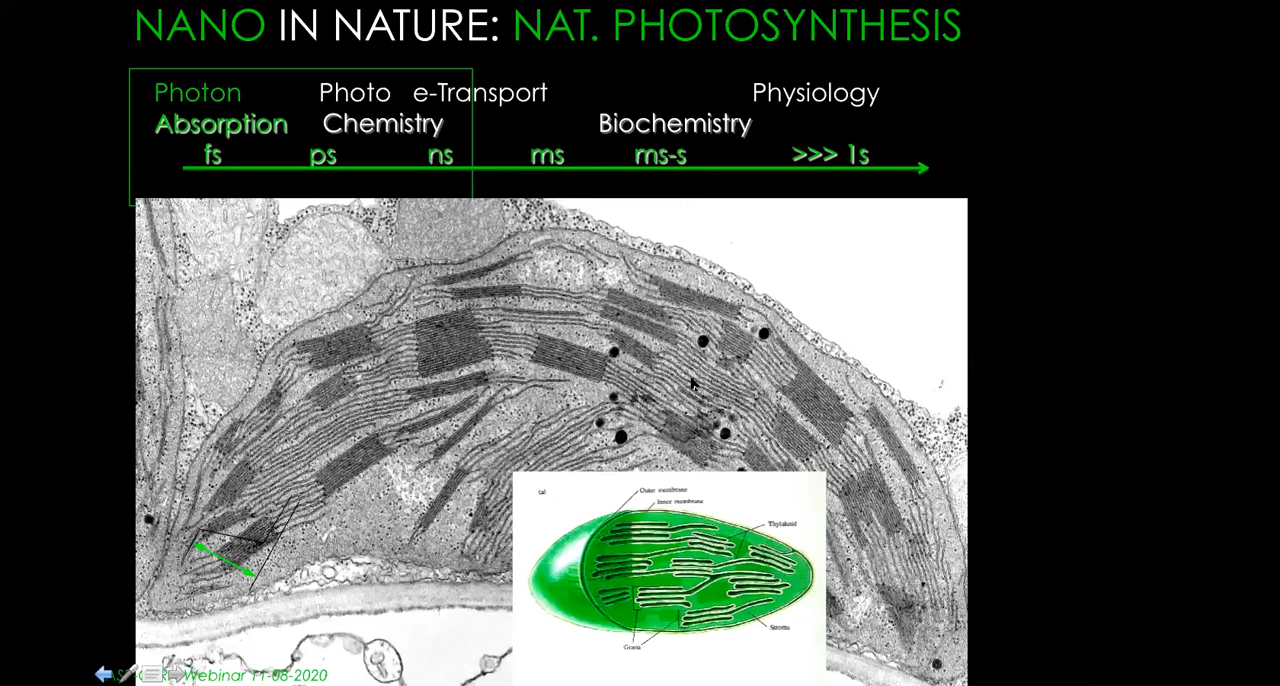 NANO IN NATURE: NAT. PHOTOSYNTHESIS
Photon Photo e-Transport Physiology
Absorption Chemistry Biochemistry
fs ps ns ms ms-s >>> 1s
(a)
Outer membrane
Inner membrane
Thylakoid
Stroma
Grana
Webinar 11-08-2020